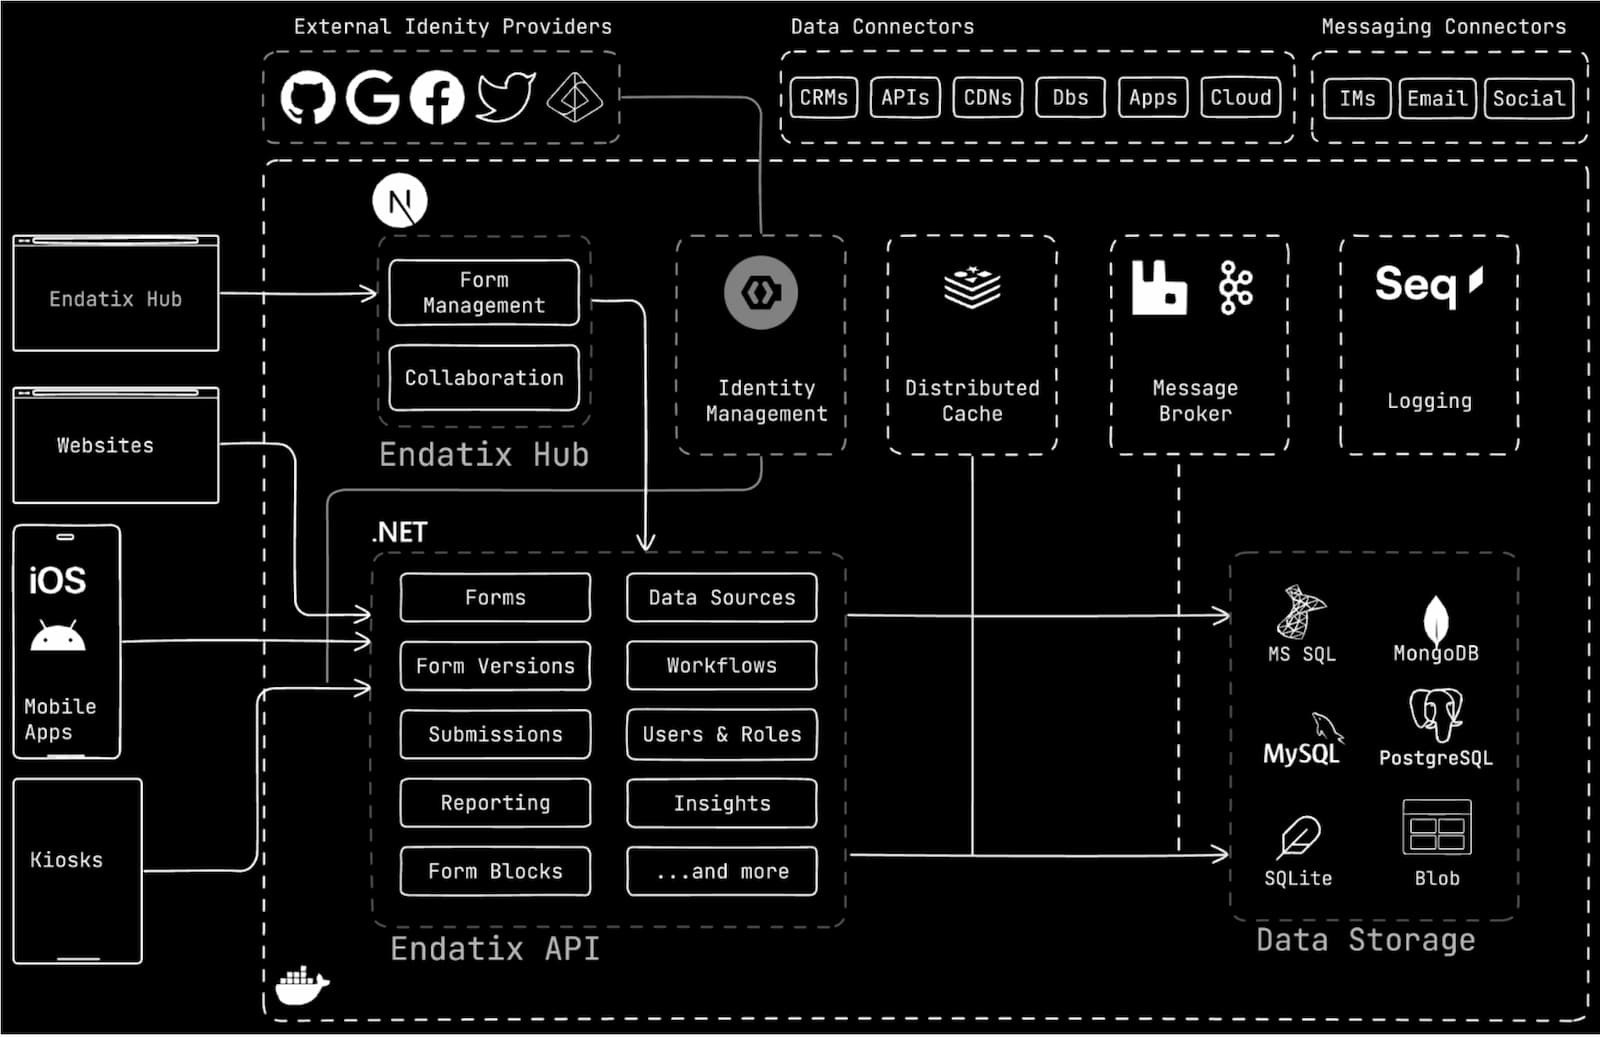 External Idenity Providers
Data Connectors
Messaging Connectors
CRMs
APIs
CDNs
Dbs
Apps
Cloud
IMs
Email
Social
N
Endatix Hub
Form
Management
Collaboration
Endatix Hub
Identity
Management
Distributed
Cache
Message
Broker
Seq
Logging
Websites
iOS
Mobile
Apps
Kiosks
.NET
Forms
Data Sources
Form Versions
Workflows
Submissions
Users & Roles
Reporting
Insights
Form Blocks
...and more
Endatix API
MS SQL
MongoDB
MySQL
PostgreSQL
SQLite
Blob
Data Storage